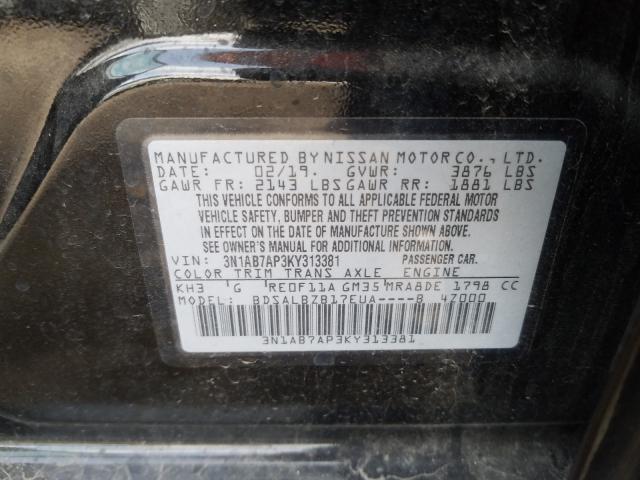 MANUFACTURED BY NISSAN MOTOR CO., LTD.
DATE: 02/19. GVWR: 3876 LBS
GAWR FR: 2143 LBS GAWR RR: 1881 LBS
THIS VEHICLE CONFORMS TO ALL APPLICABLE FEDERAL MOTOR
VEHICLE SAFETY, BUMPER AND THEFT PREVENTION STANDARDS
IN EFFECT ON THE DATE OF MANUFACTURE SHOWN ABOVE.
SEE OWNER'S MANUAL FOR ADDITIONAL INFORMATION.
VIN: 3N1AB7AP3KY313381 PASSENGER CAR.
COLOR TRIM TRANS AXLE ENGINE
KH3 G RE0F11A GM35 MRA8DE 1798 CC
MODEL: BDSALBZB17EUA----B 47000
3N1AB7AP3KY313381